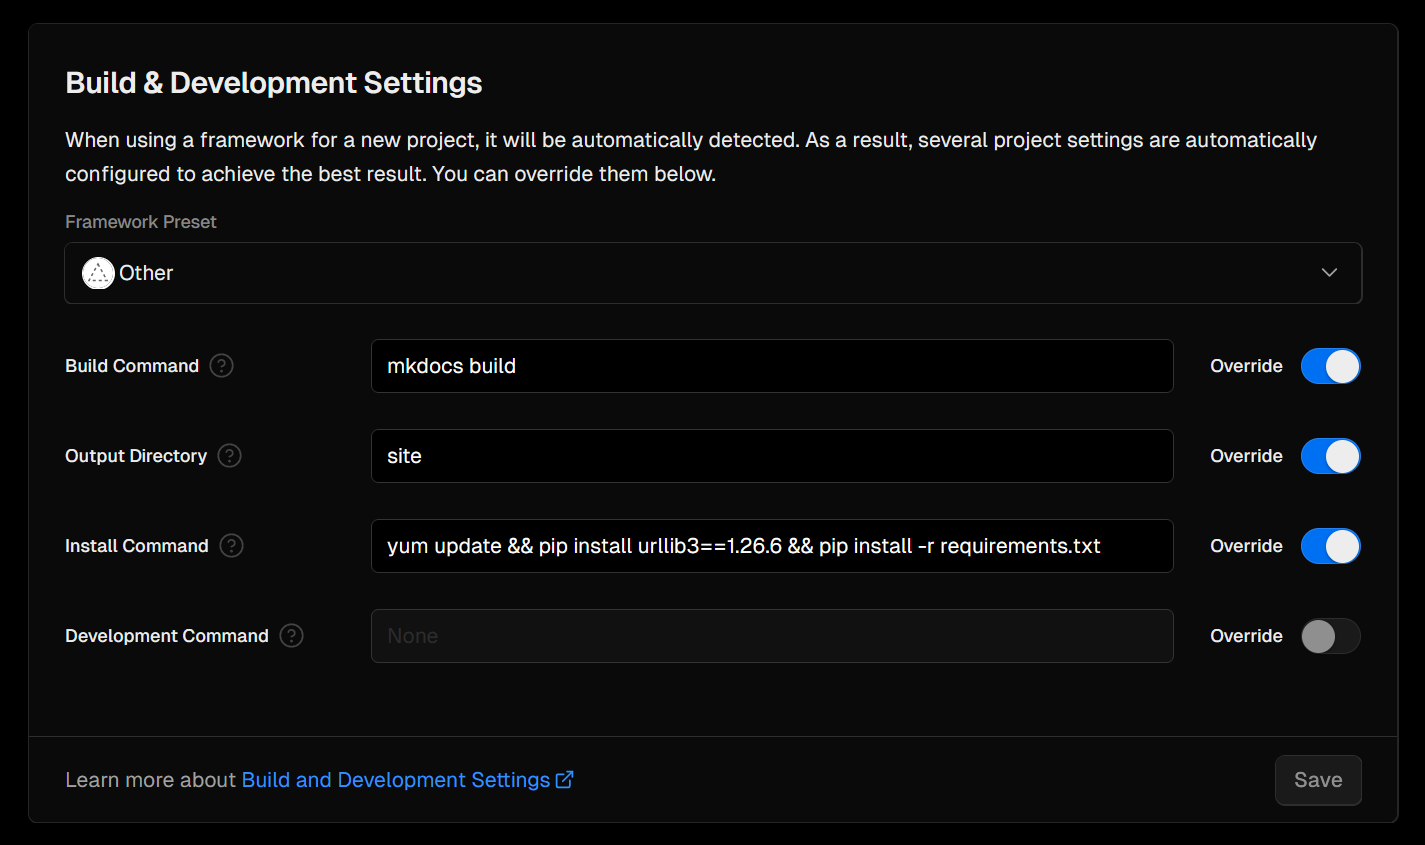 Build & Development Settings
When using a framework for a new project, it will be automatically detected. As a result, several project settings are automatically
configured to achieve the best result. You can override them below.
Framework Preset
Other
Build Command ? mkdocs build Override
Output Directory ? site Override
Install Command ? yum update && pip install urllib3==1.26.6 && pip install -r requirements.txt Override
Development Command ? None Override
Learn more about Build and Development Settings Save